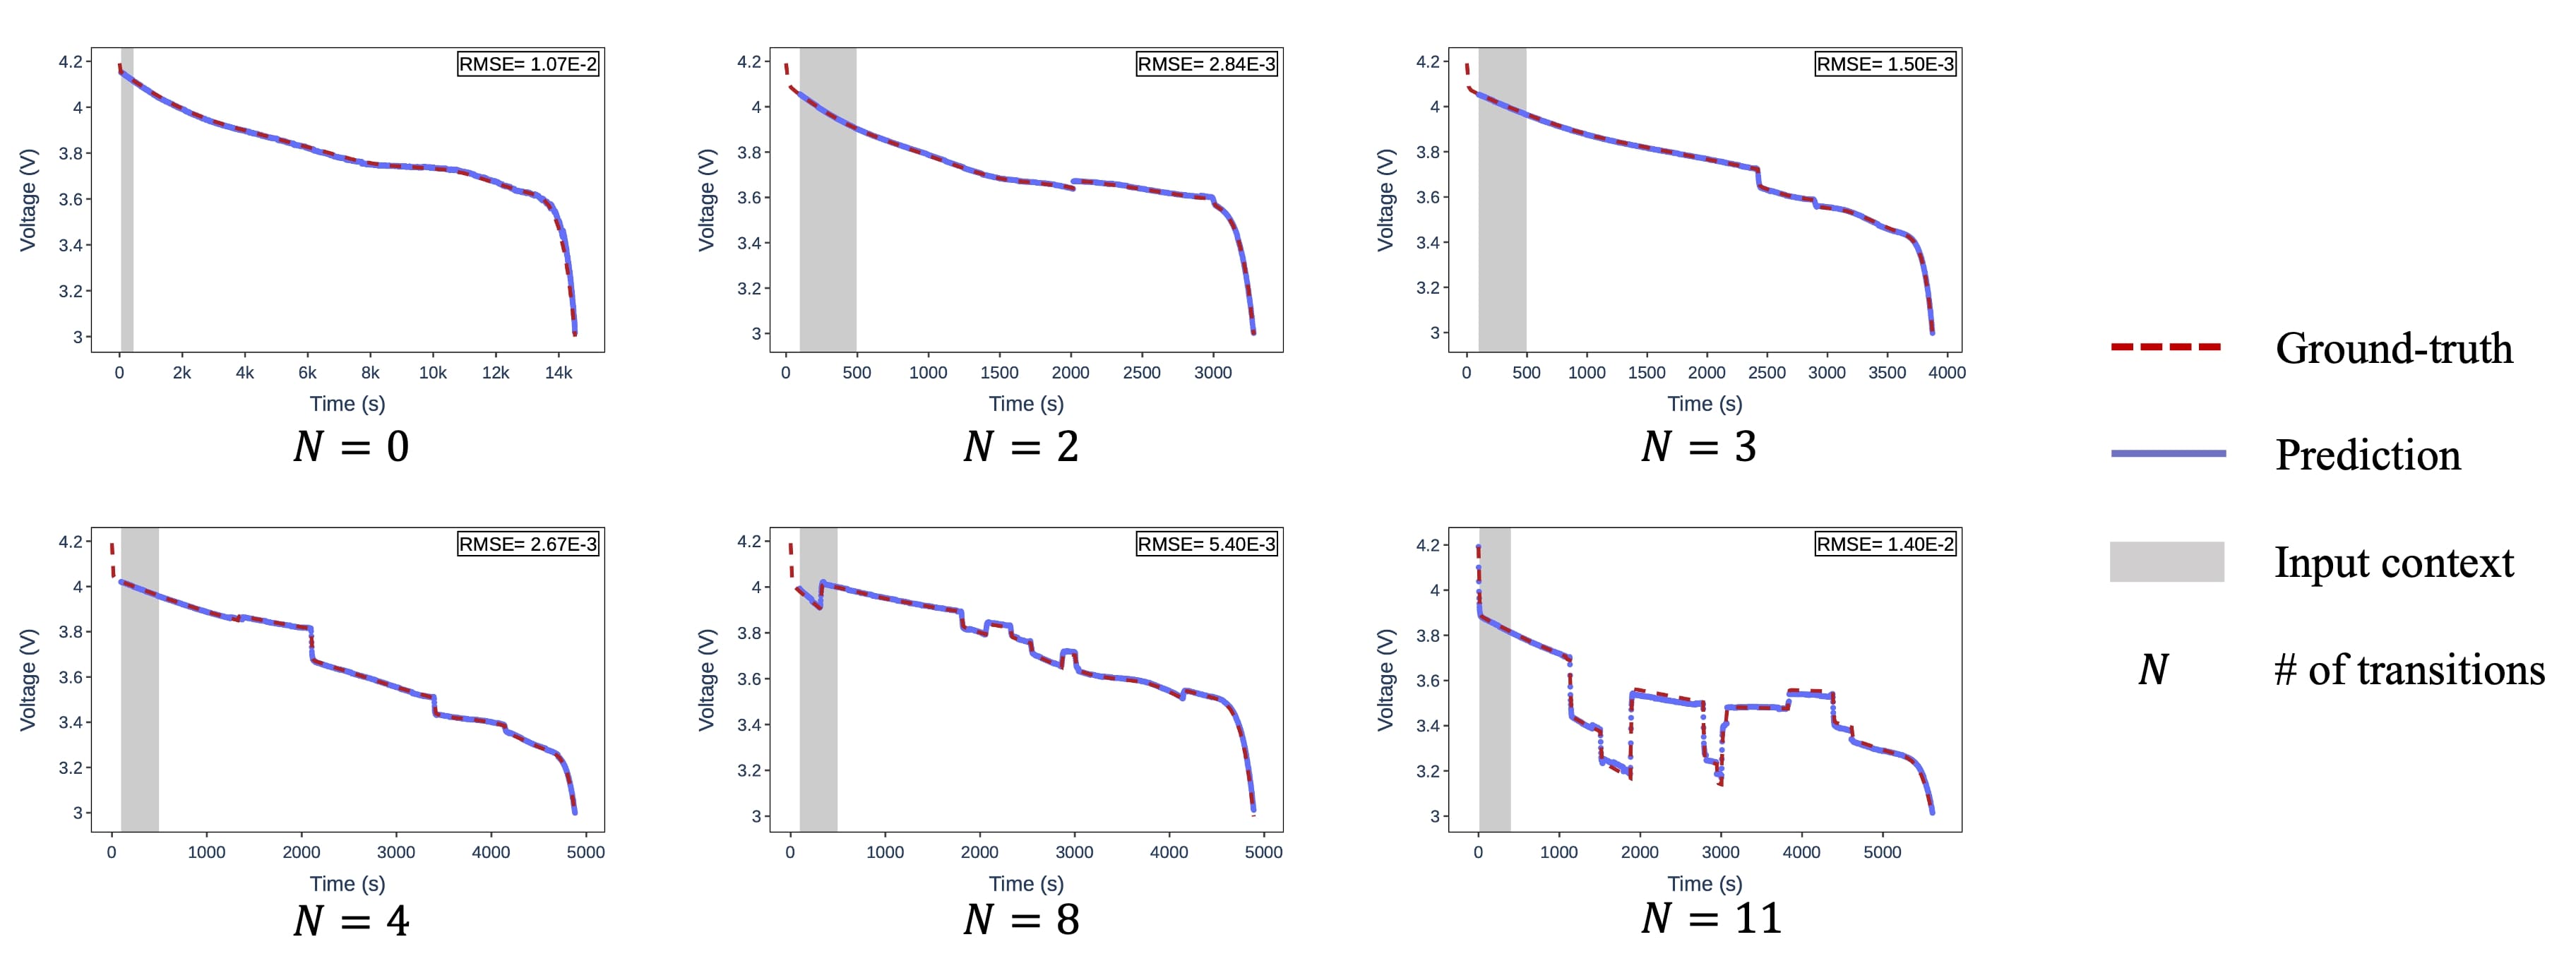 RMSE= 1.07E-2
4.2
4
3.8
3.6
3.4
3.2
3
Voltage (V)
0 2k 4k 6k 8k 10k 12k 14k
Time (s)
N = 0
RMSE= 2.84E-3
4.2
4
3.8
3.6
3.4
3.2
3
Voltage (V)
0 500 1000 1500 2000 2500 3000
Time (s)
N = 2
RMSE= 1.50E-3
4.2
4
3.8
3.6
3.4
3.2
3
Voltage (V)
0 500 1000 1500 2000 2500 3000 3500 4000
Time (s)
N = 3
RMSE= 2.67E-3
4.2
4
3.8
3.6
3.4
3.2
3
Voltage (V)
0 1000 2000 3000 4000 5000
Time (s)
N = 4
RMSE= 5.40E-3
4.2
4
3.8
3.6
3.4
3.2
3
Voltage (V)
0 1000 2000 3000 4000 5000
Time (s)
N = 8
RMSE= 1.40E-2
4.2
4
3.8
3.6
3.4
3.2
3
Voltage (V)
0 1000 2000 3000 4000 5000
Time (s)
N = 11
Ground-truth
Prediction
Input context
N # of transitions